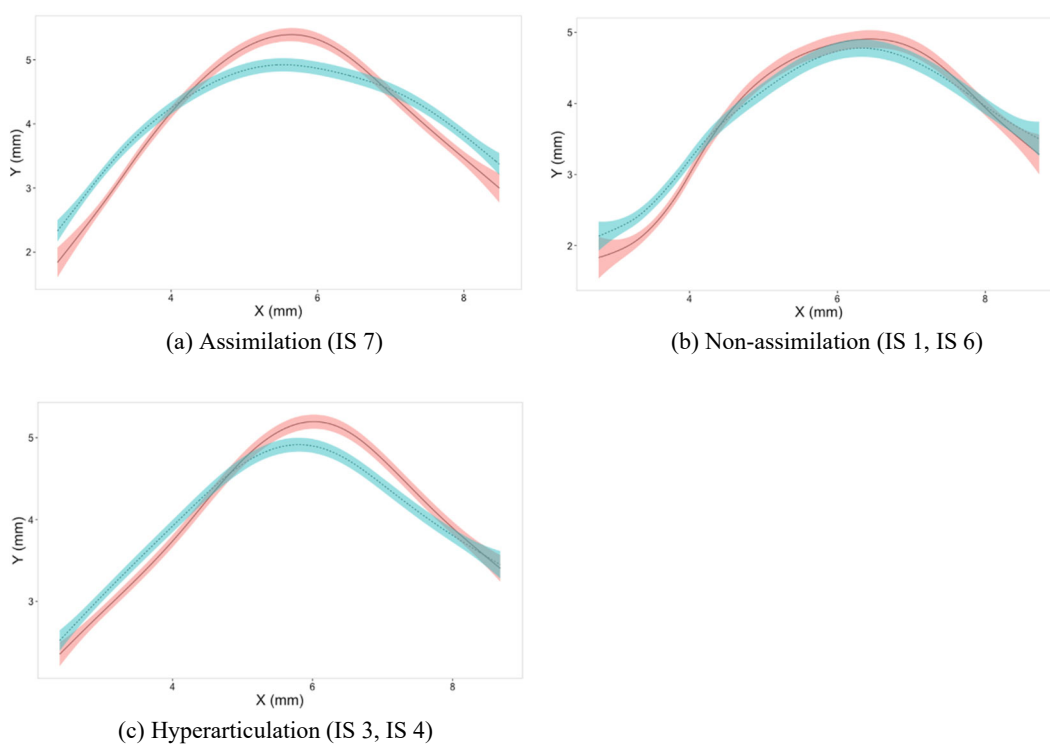 5
4
3
2
Y (mm)
4
6
8
X (mm)
(a) Assimilation (IS 7)
5
4
3
2
Y (mm)
4
6
8
X (mm)
(b) Non-assimilation (IS 1, IS 6)
5
4
3
Y (mm)
4
6
8
X (mm)
(c) Hyperarticulation (IS 3, IS 4)